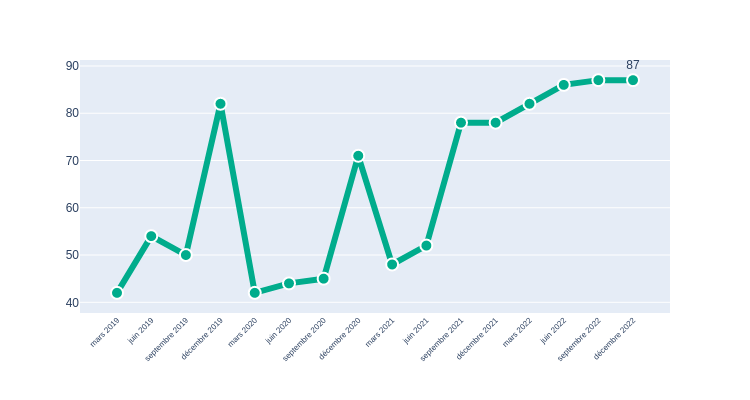 87
90
80
70
60
50
40
mars 2019
juin 2019
septembre 2019
décembre 2019
mars 2020
juin 2020
septembre 2020
décembre 2020
mars 2021
juin 2021
septembre 2021
décembre 2021
mars 2022
juin 2022
septembre 2022
décembre 2022